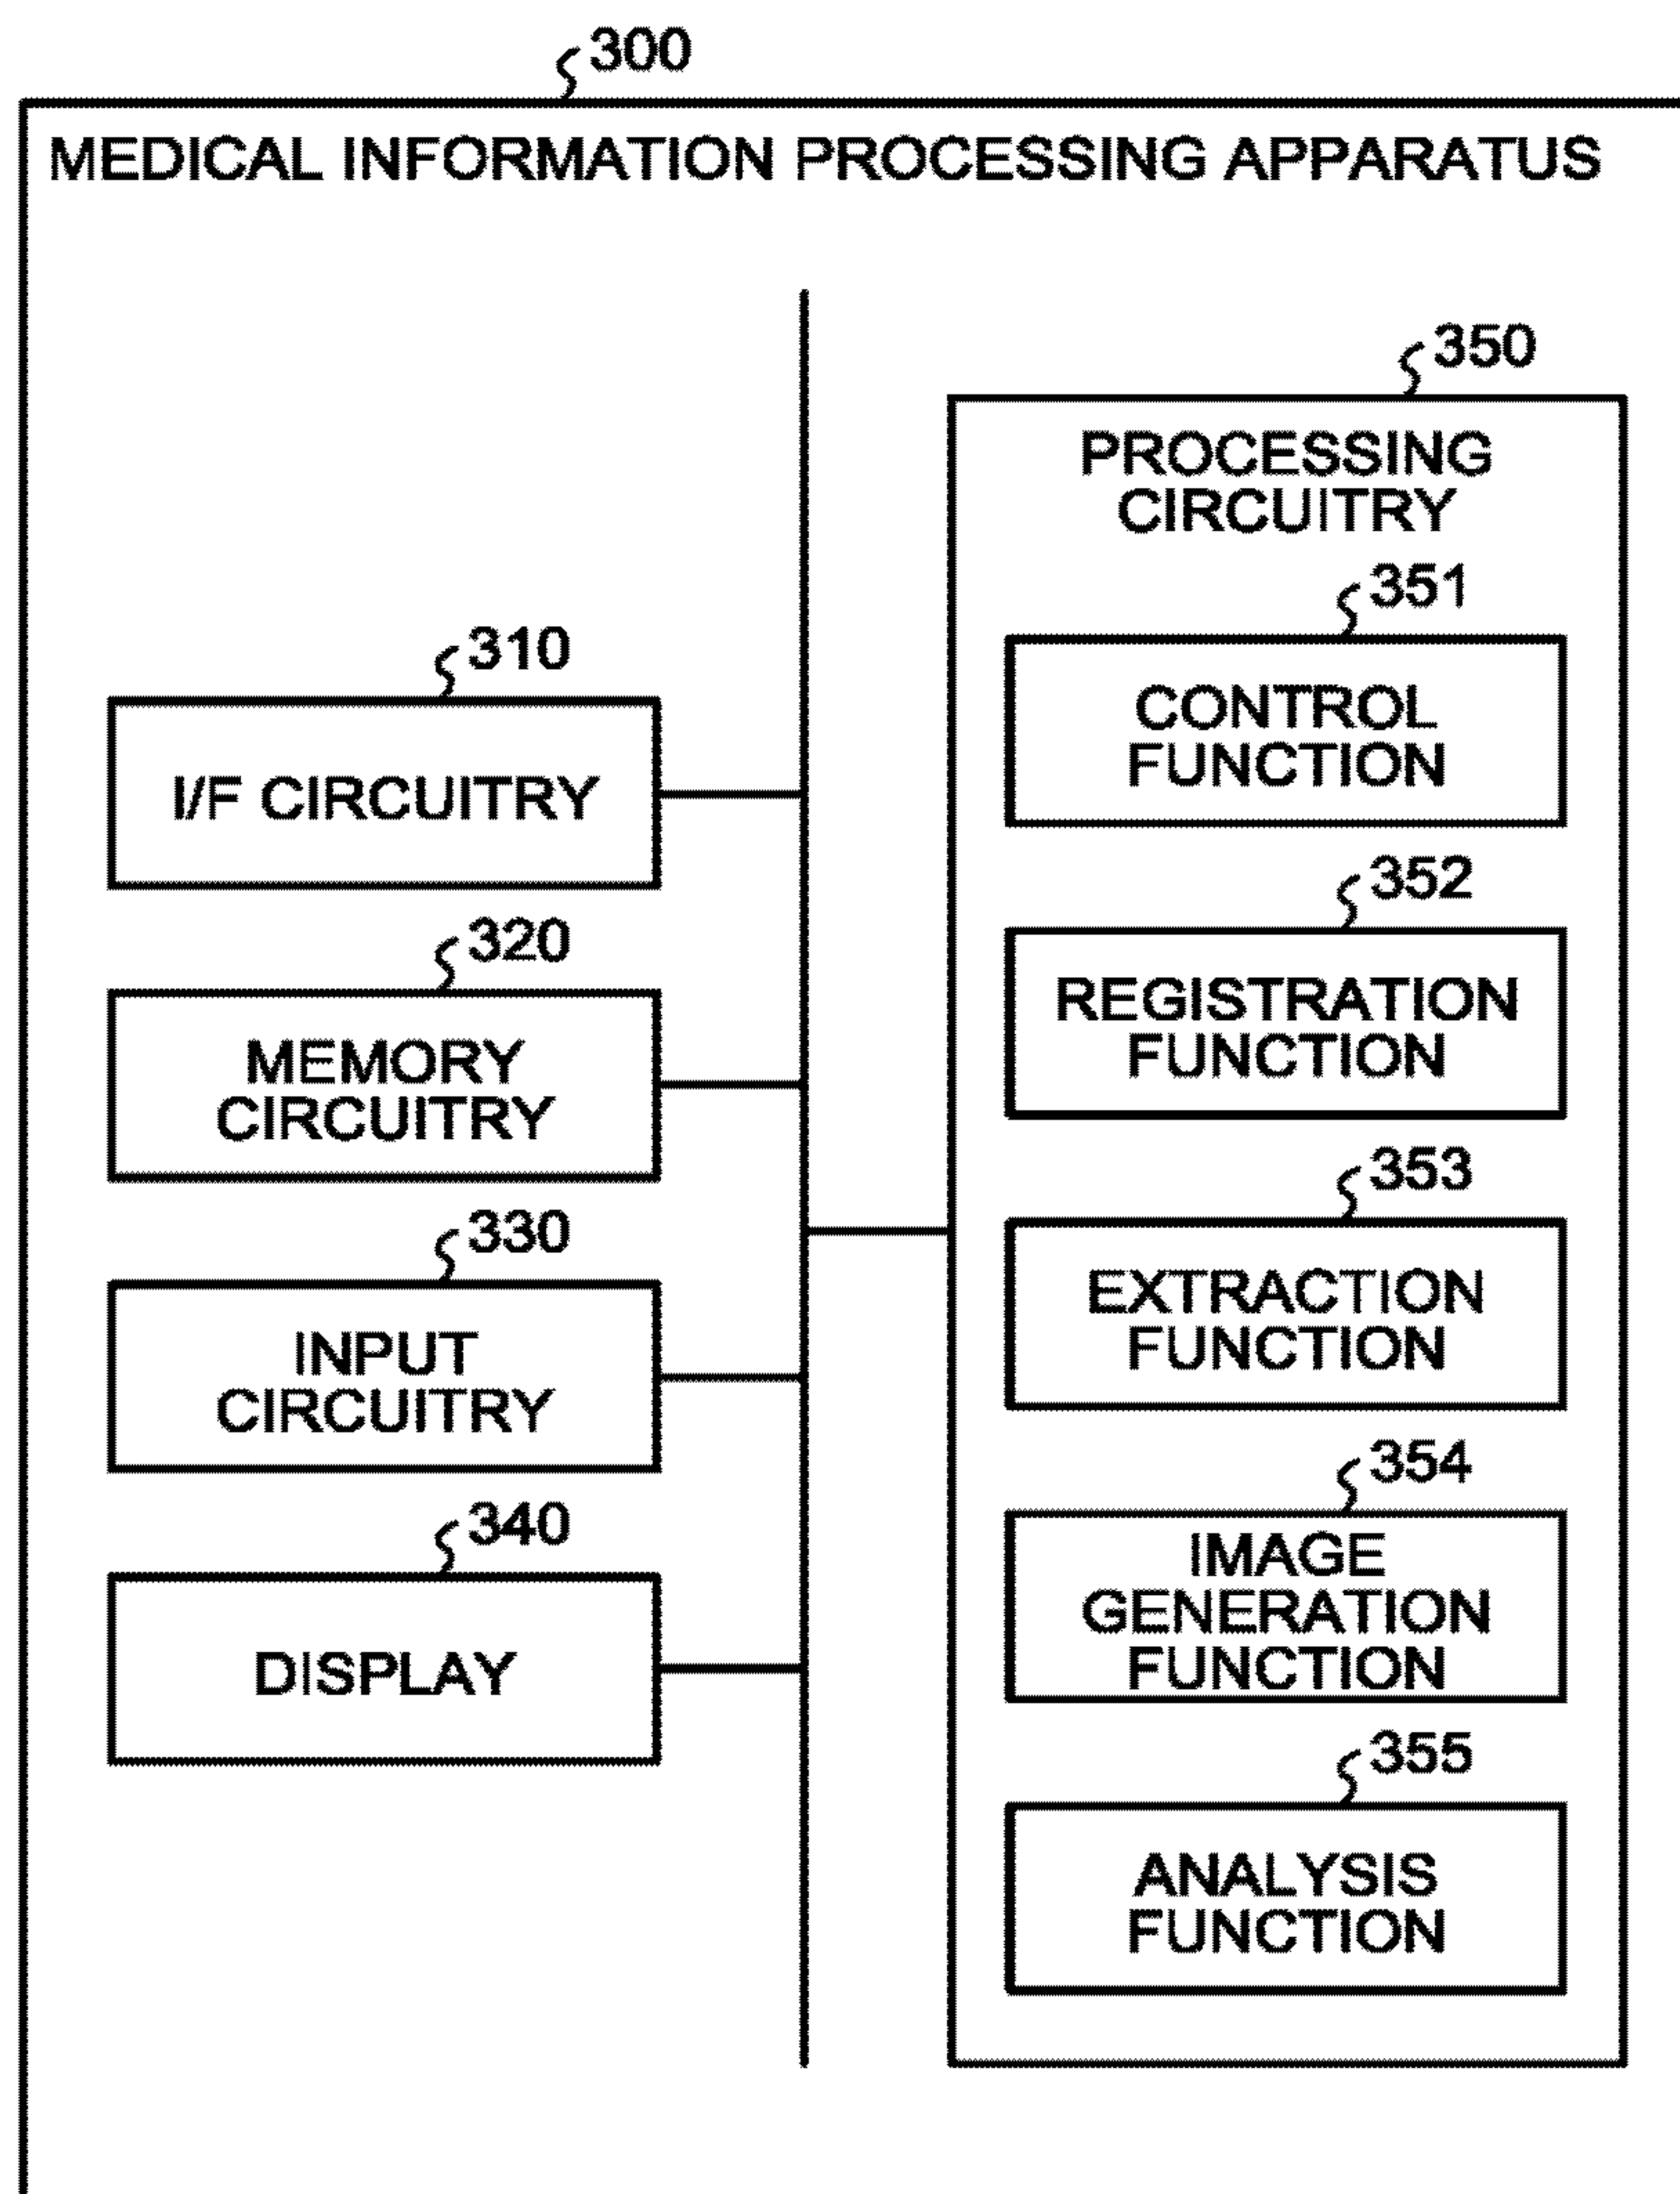 300
MEDICAL INFORMATION PROCESSING APPARATUS
310
I/F CIRCUITRY
320
MEMORY
CIRCUITRY
330
INPUT
CIRCUITRY
340
DISPLAY
350
PROCESSING
CIRCUITRY
351
CONTROL
FUNCTION
352
REGISTRATION
FUNCTION
353
EXTRACTION
FUNCTION
354
IMAGE
GENERATION
FUNCTION
355
ANALYSIS
FUNCTION